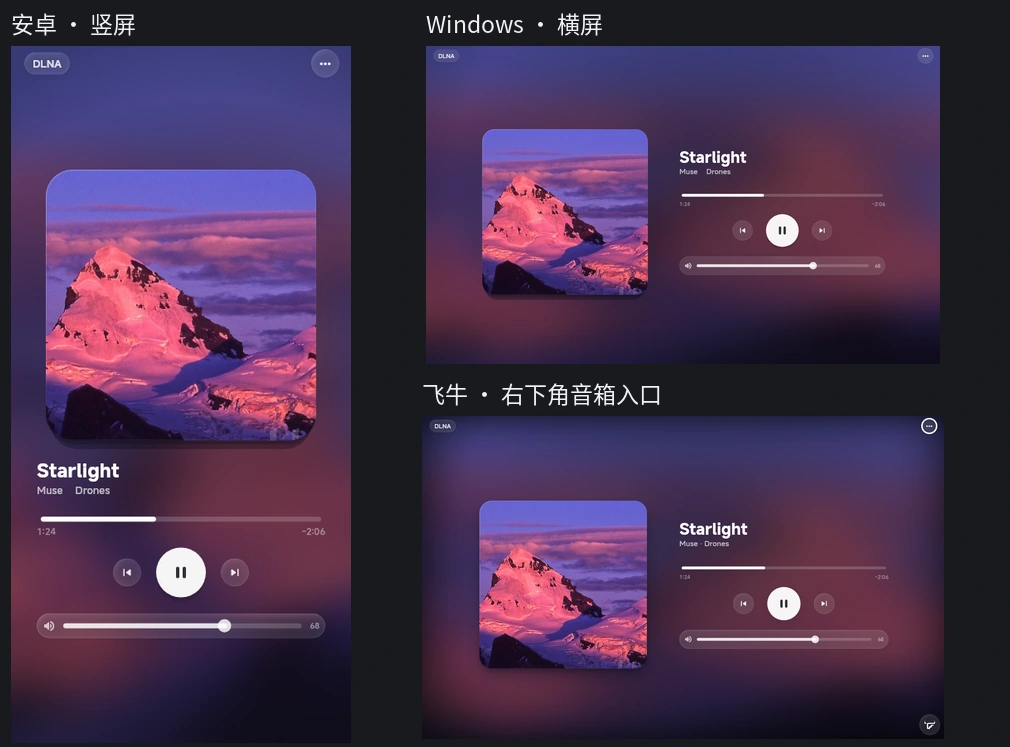 安卓 · 竖屏
DLNA
Starlight
Muse Drones
1:24 -2:06
68
Windows · 横屏
DLNA
Starlight
Muse Drones
1:24 -2:06
68
飞牛 · 右下角音箱入口
DLNA
Starlight
Muse · Drones
1:24 -2:06
68